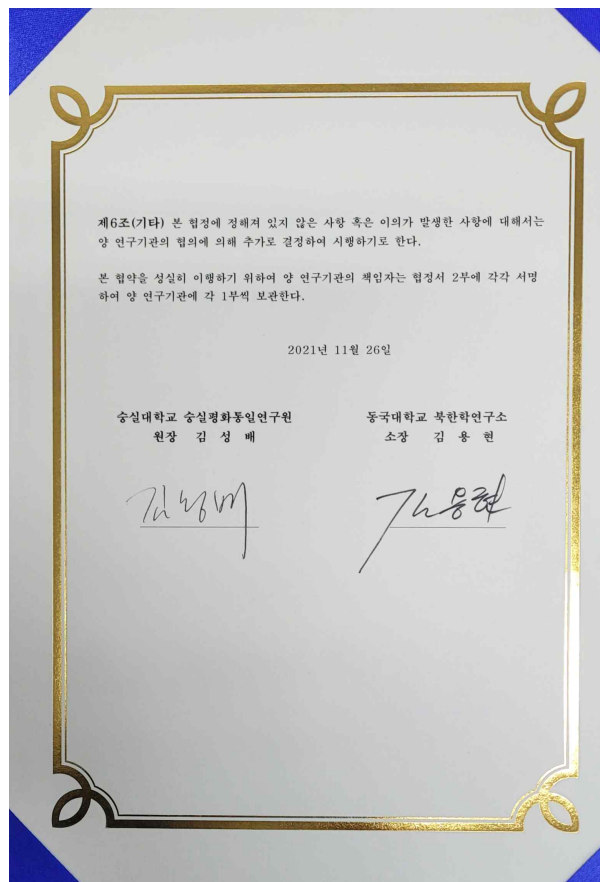 제6조(기타) 본 협정에 정해져 있지 않은 사항 혹은 이의가 발생한 사항에 대해서는
양 연구기관의 협의에 의해 추가로 결정하여 시행하기로 한다.
본 협약을 성실히 이행하기 위하여 양 연구기관의 책임자는 협정서 2부에 각각 서명
하여 양 연구기관에 각 1부씩 보관한다.
2021년 11월 26일
숭실대학교 숭실평화통일연구원
원장 김 성 배
동국대학교 북한학연구소
소장 김 용 현
김성배
김용현